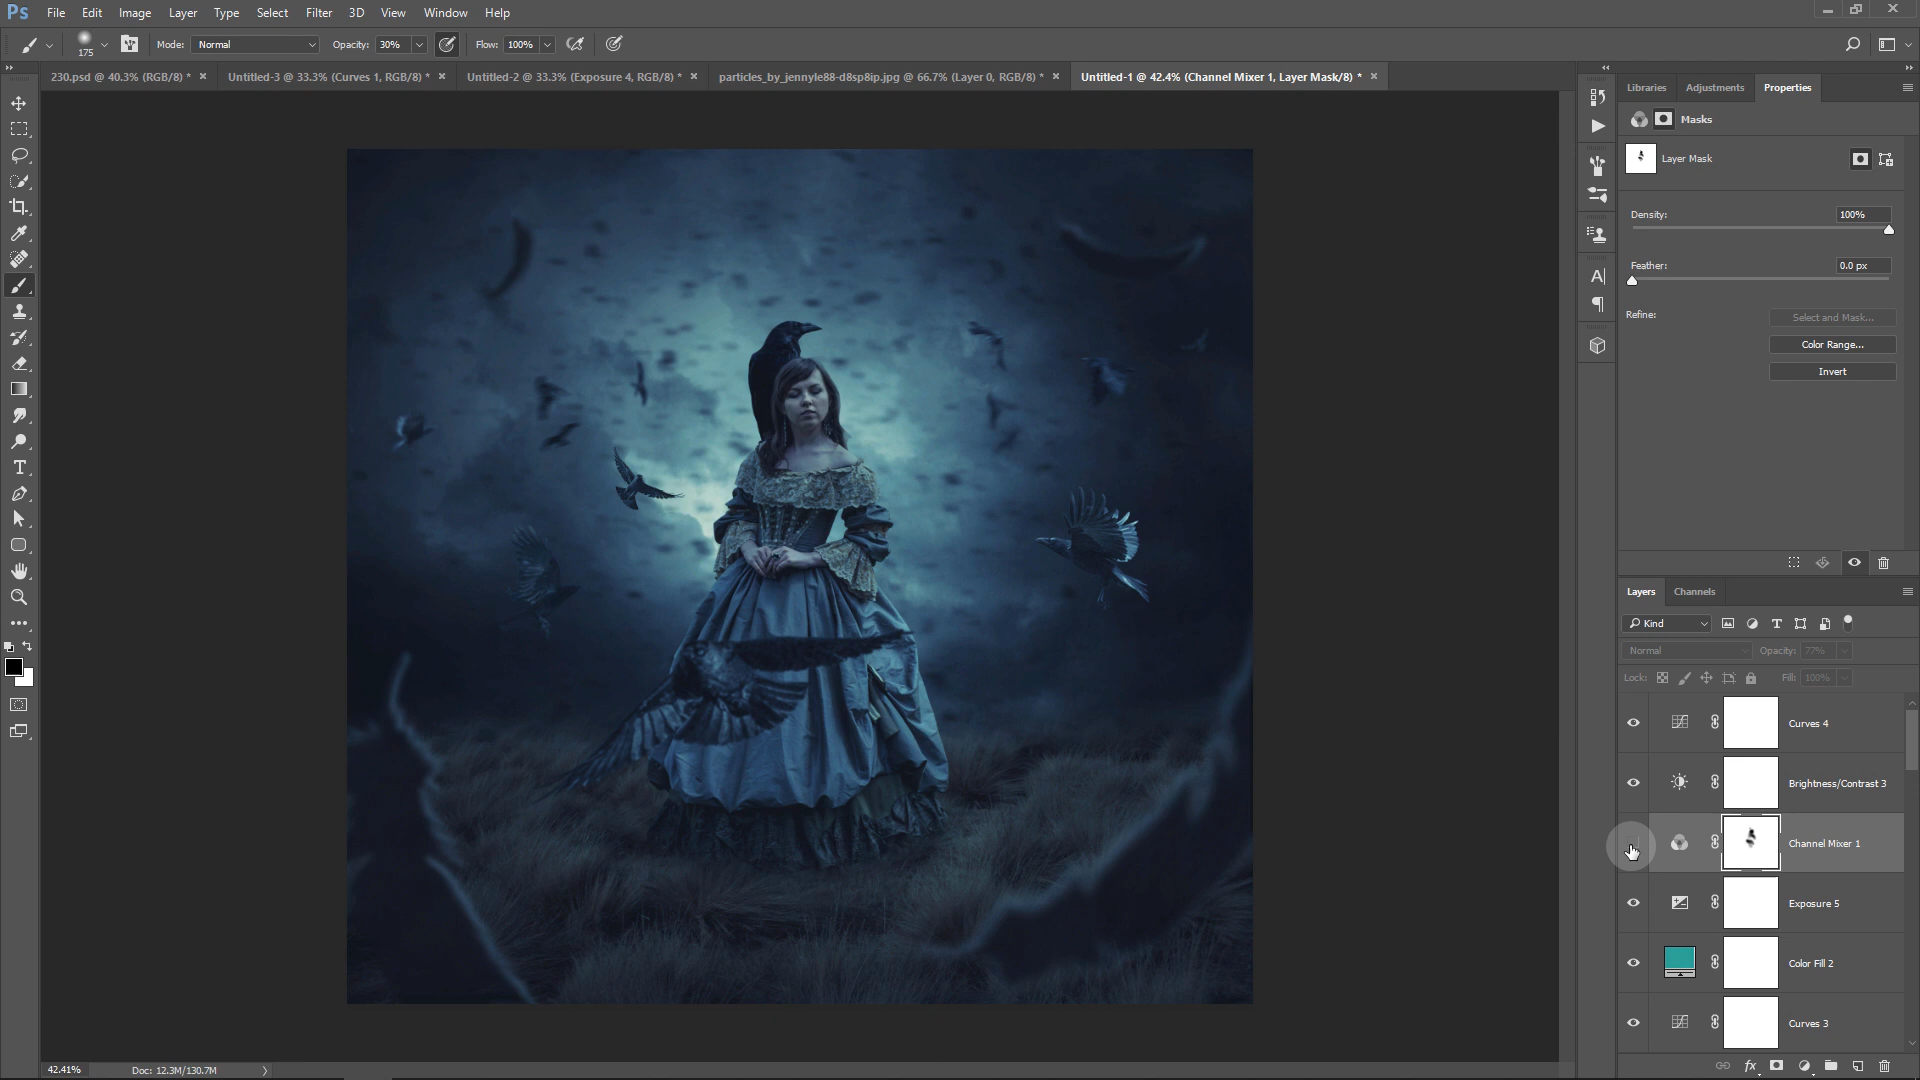 Ps File Edit Image Layer Type Select Filter 3D View Window Help
175 Mode: Normal Opacity: 30% Flow: 100%
230.psd @ 40.3% (RGB/8) * Untitled-3 @ 33.3% (Curves 1, RGB/8) * Untitled-2 @ 33.3% (Exposure 4, RGB/8) * particles_by_jennyle88-d8sp8ip.jpg @ 66.7% (Layer 0, RGB/8) * Untitled-1 @ 42.4% (Channel Mixer 1, Layer Mask/8) *
Libraries Adjustments Properties
Masks
Layer Mask
Density: 100%
Feather: 0.0 px
Refine: Select and Mask...
Color Range...
Invert
Layers Channels
Kind
Normal Opacity: 77%
Lock: Fill: 100%
Curves 4
Brightness/Contrast 3
Channel Mixer 1
Exposure 5
Color Fill 2
Curves 3
fx
42.41% Doc: 12.3M/130.7M